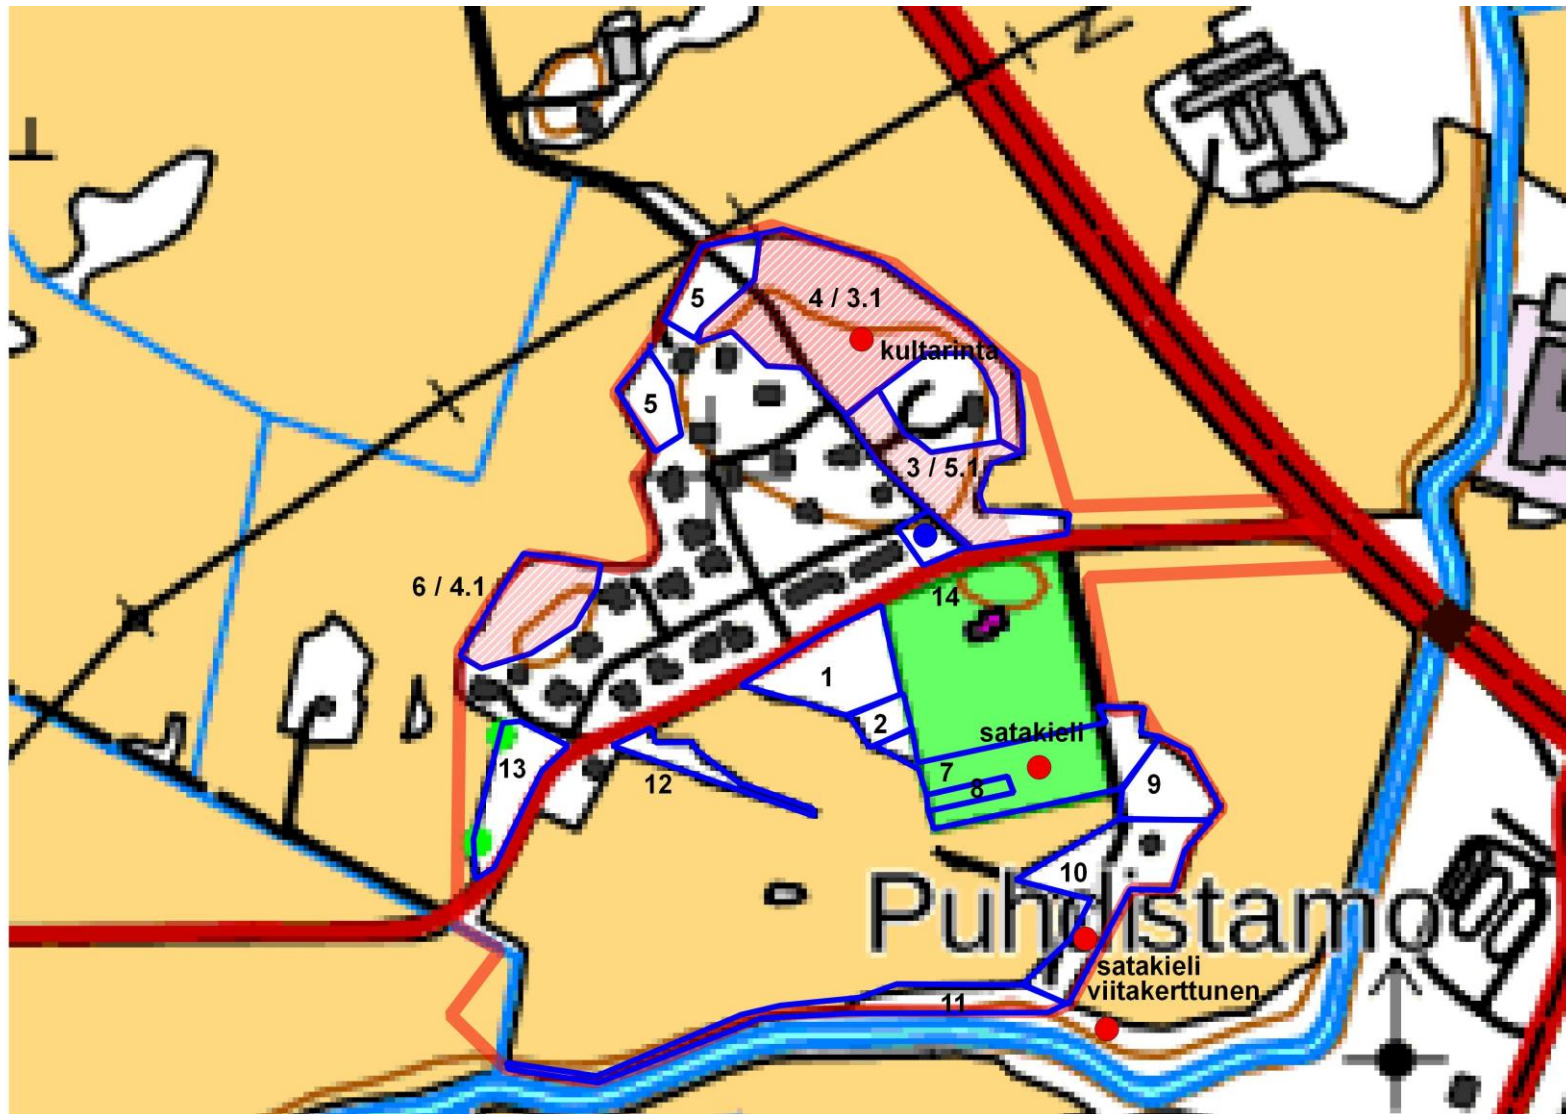 5
4 / 3.1
kultarinta
5
3 / 5.1
6 / 4.1
14
1
2
satakieli
7
8
9
13
12
10
Puhdistamo
satakieli
viitakerttunen
11